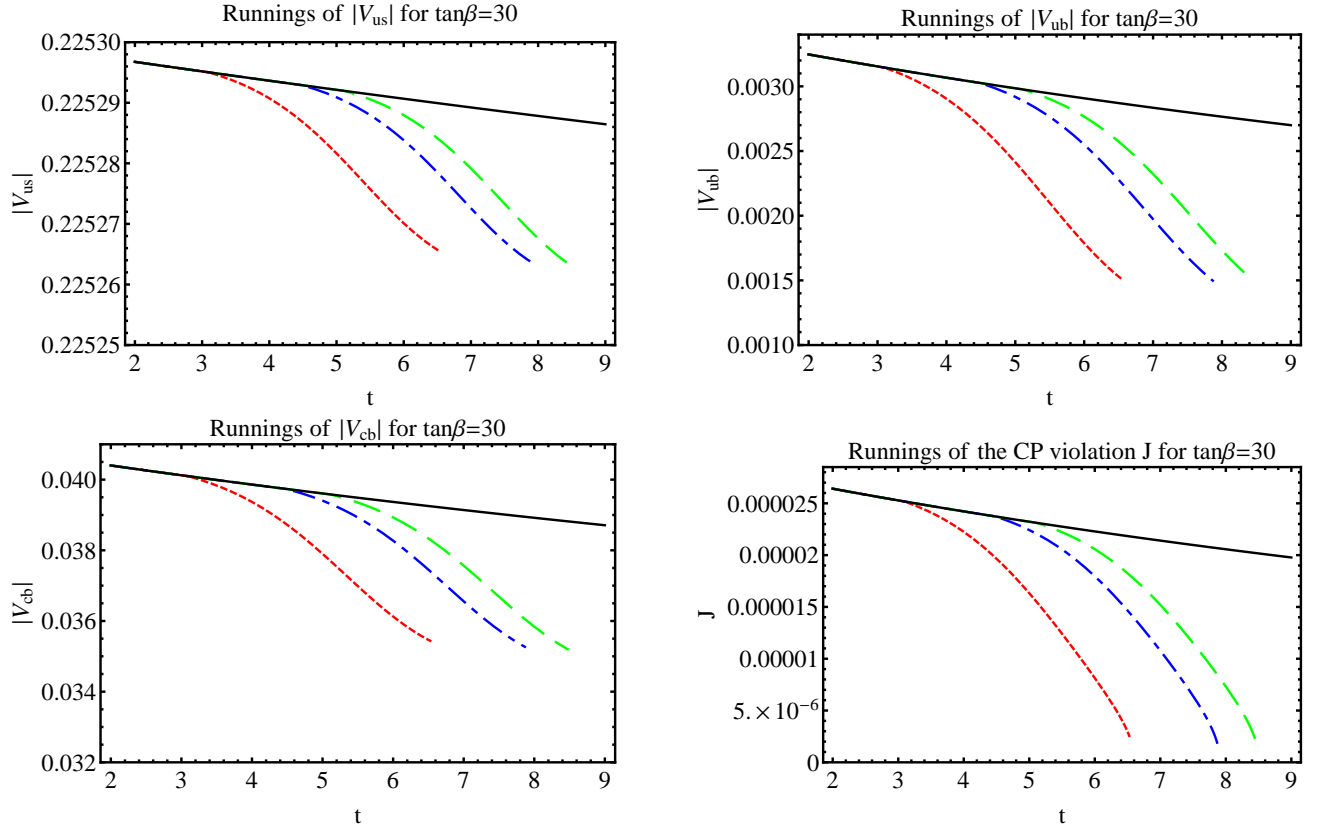 Runnings of |V_us| for tanβ=30
0.22530
0.225529
0.225528
0.225527
0.225526
0.22525
|V_us|
2 3 4 5 6 7 8 9
t
Runnings of |V_ub| for tanβ=30
0.0030
0.0025
0.0020
0.0015
0.0010
|V_ub|
2 3 4 5 6 7 8 9
t
Runnings of |V_cb| for tanβ=30
0.040
0.038
0.036
0.034
0.032
|V_cb|
2 3 4 5 6 7 8 9
t
Runnings of the CP violation J for tanβ=30
0.000025
0.00002
0.000015
0.00001
5.×10⁻⁶
0
J
2 3 4 5 6 7 8 9
t